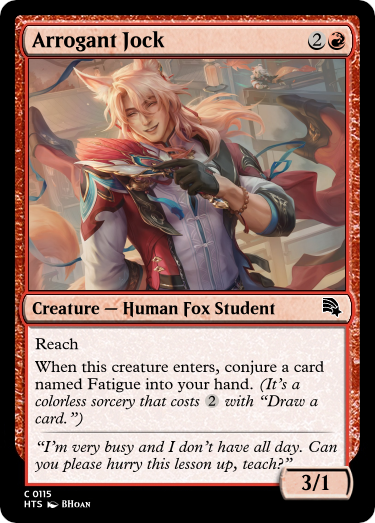 Arrogant Jock 2
Creature — Human Fox Student
Reach
When this creature enters, conjure a card
named Fatigue into your hand. (It's a
colorless sorcery that costs 2 with “Draw a
card.”)
“I'm very busy and I don't have all day. Can
you please hurry this lesson up, teach?”
3/1
C 0115
HTS BHOAN